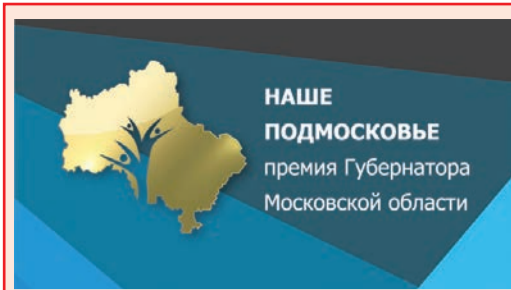 НАШЕ
ПОДМОСКОВЬЕ
премия Губернатора
Московской области